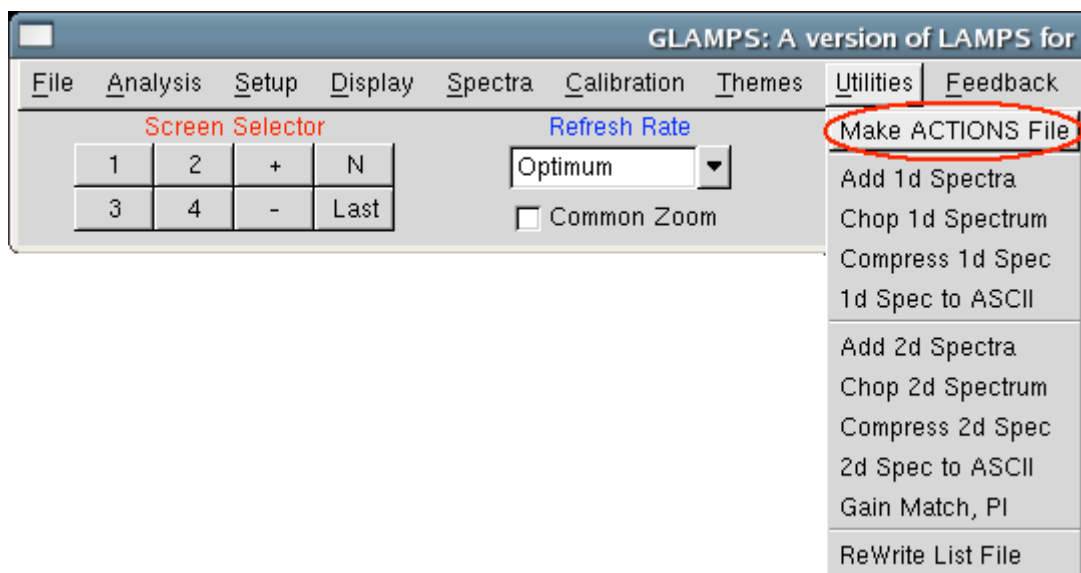 GLAMPS: A version of LAMPS for
File Analysis Setup Display Spectra Calibration Themes Utilities Feedback
Screen Selector Refresh Rate
1 2 + N
3 4 - Last
Optimum
Common Zoom
Make ACTIONS File
Add 1d Spectra
Chop 1d Spectrum
Compress 1d Spec
1d Spec to ASCII
Add 2d Spectra
Chop 2d Spectrum
Compress 2d Spec
2d Spec to ASCII
Gain Match, PI
ReWrite List File